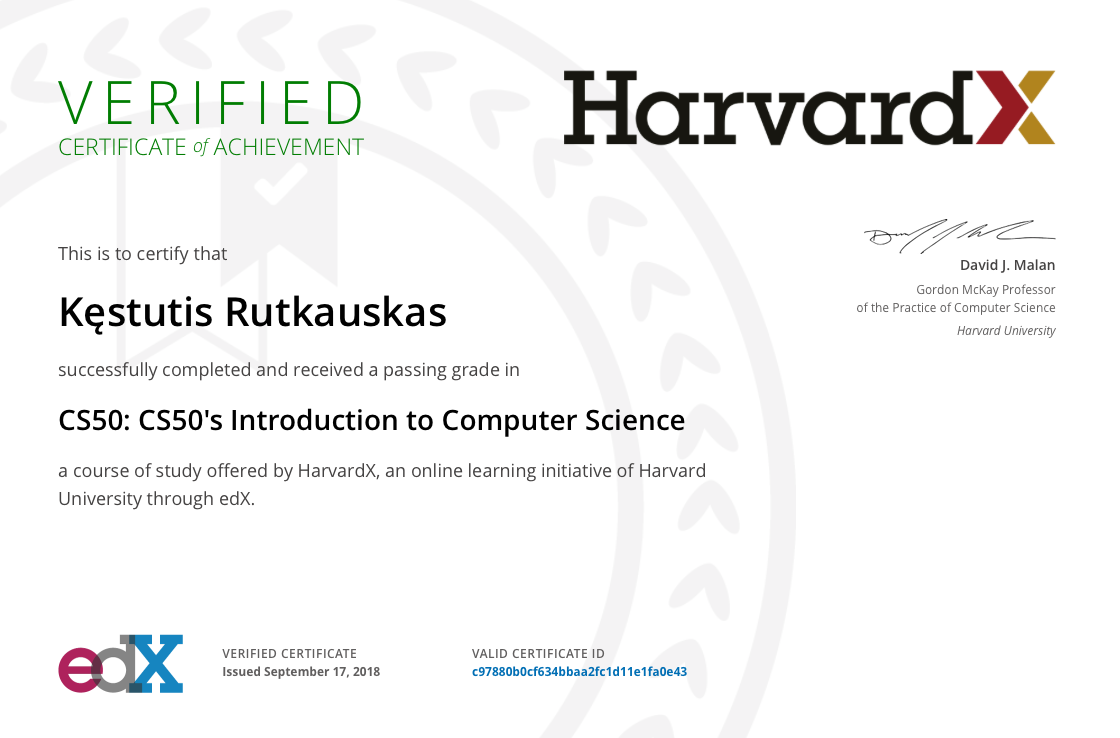 VERIFIED
CERTIFICATE of ACHIEVEMENT
HarvardX
This is to certify that
Kęstutis Rutkauskas
successfully completed and received a passing grade in
CS50: CS50's Introduction to Computer Science
a course of study offered by HarvardX, an online learning initiative of Harvard
University through edX.
David J. Malan
Gordon McKay Professor
of the Practice of Computer Science
Harvard University
edX
VERIFIED CERTIFICATE
Issued September 17, 2018
VALID CERTIFICATE ID
c97880b0cf634bbaa2fc1d11e1fa0e43